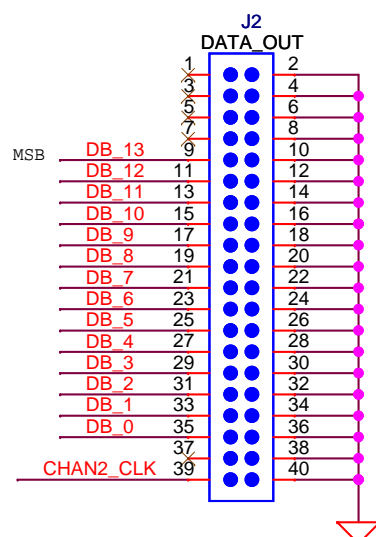 J2
DATA_OUT
1 2
3 4
5 6
7 8
MSB DB_13 9 10
DB_12 11 12
DB_11 13 14
DB_10 15 16
DB_9 17 18
DB_8 19 20
DB_7 21 22
DB_6 23 24
DB_5 25 26
DB_4 27 28
DB_3 29 30
DB_2 31 32
DB_1 33 34
DB_0 35 36
37 38
CHAN2_CLK 39 40